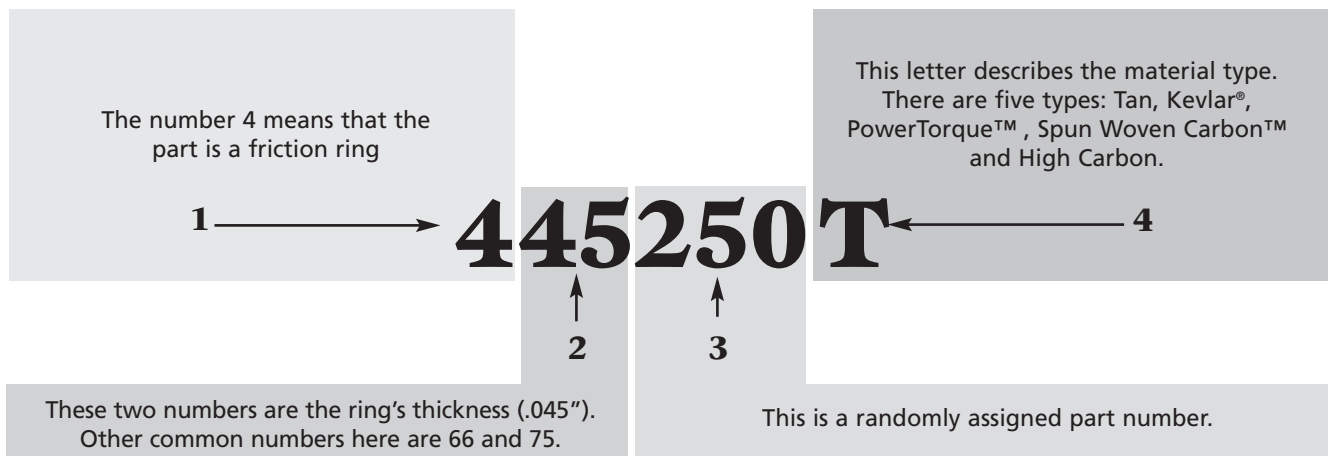 The number 4 means that the
part is a friction ring
This letter describes the material type.
There are five types: Tan, Kevlar®,
PowerTorque™ , Spun Woven Carbon™
and High Carbon.
1
445250T
4
2
3
These two numbers are the ring’s thickness (.045”).
Other common numbers here are 66 and 75.
This is a randomly assigned part number.